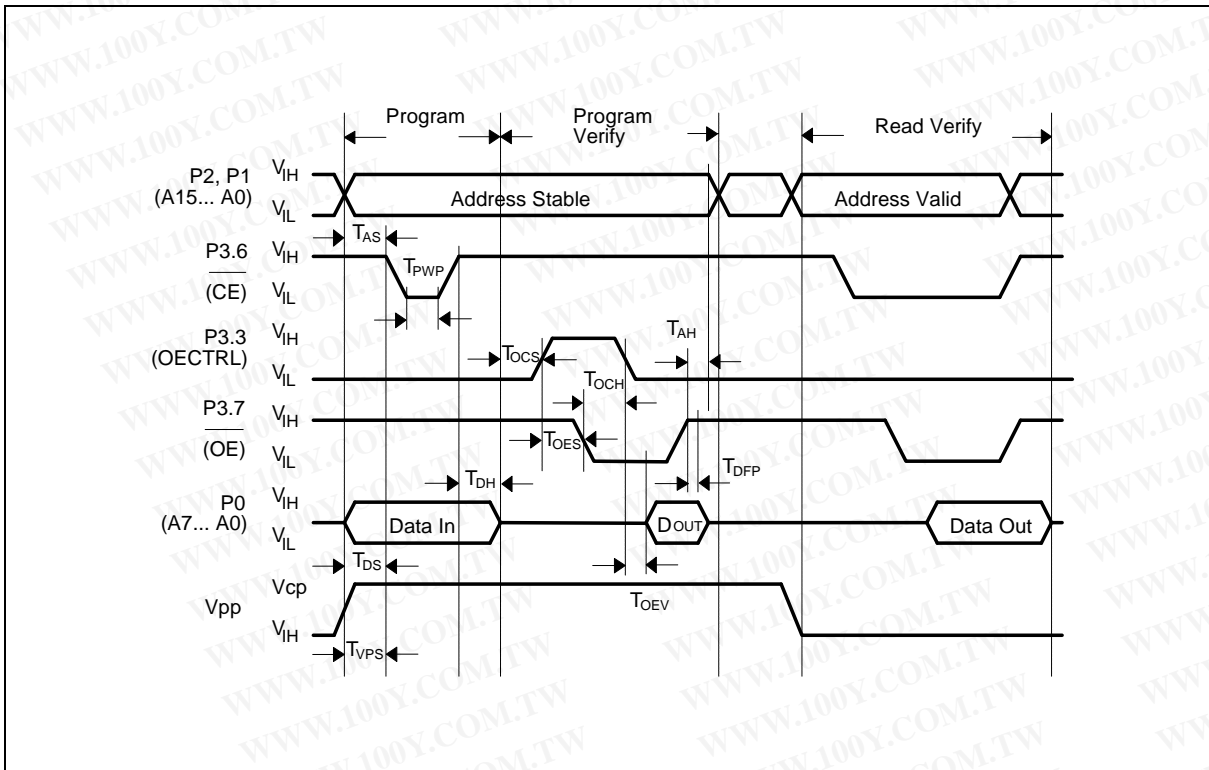 Program
Program
Verify
Read Verify
P2, P1
(A15... A0)
VIH
VIL
Address Stable
Address Valid
TAS
P3.6
(CE)
VIH
VIL
TPWP
P3.3
(OECTRL)
VIH
VIL
TOCS
TOCH
TAH
P3.7
(OE)
VIH
VIL
TOES
TDFP
TDH
P0
(A7... A0)
VIH
VIL
Data In
DOUT
Data Out
TDS
Vpp
Vcp
VIH
TOEV
TVPS
WWW.100Y.COM.TW